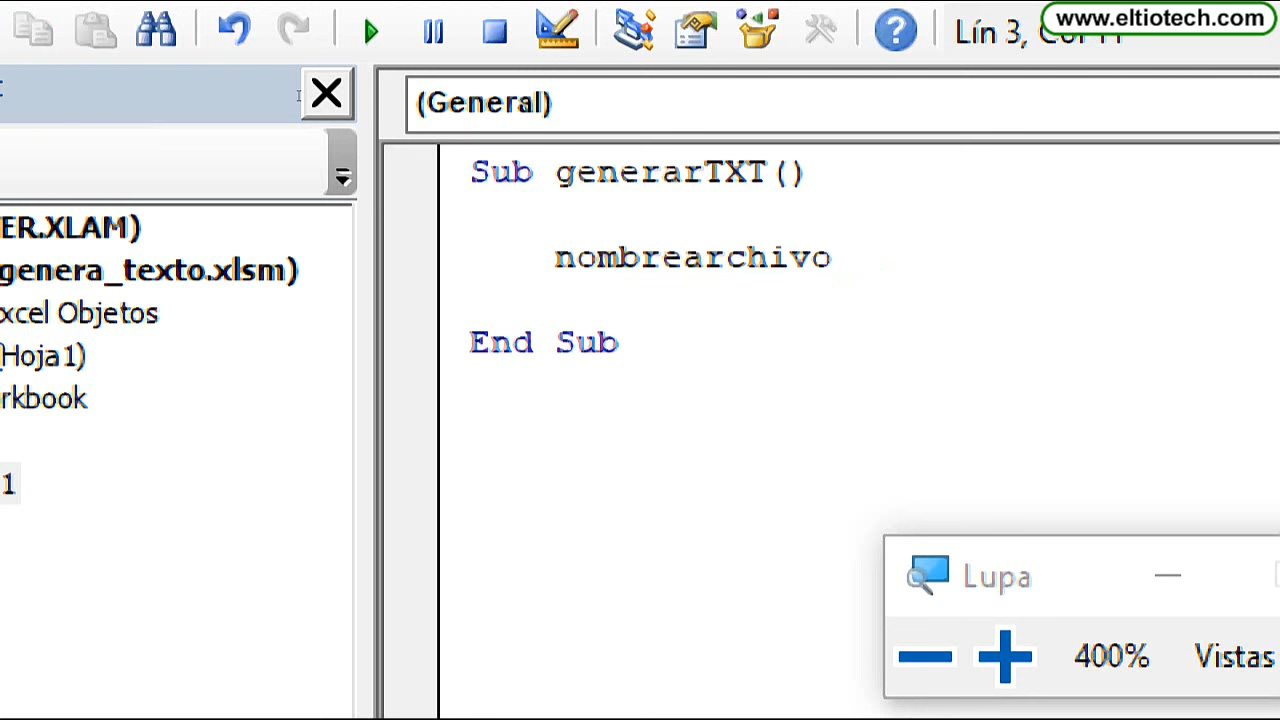 www.eltiotech.com
Lín 3,
(General)
Sub generarTXT()
nombrearchivo
End Sub
ER.XLAM)
genera_texto.xlsm)
xcel Objetos
(Hoja1)
rkbook
1
Lupa
400%
Vistas